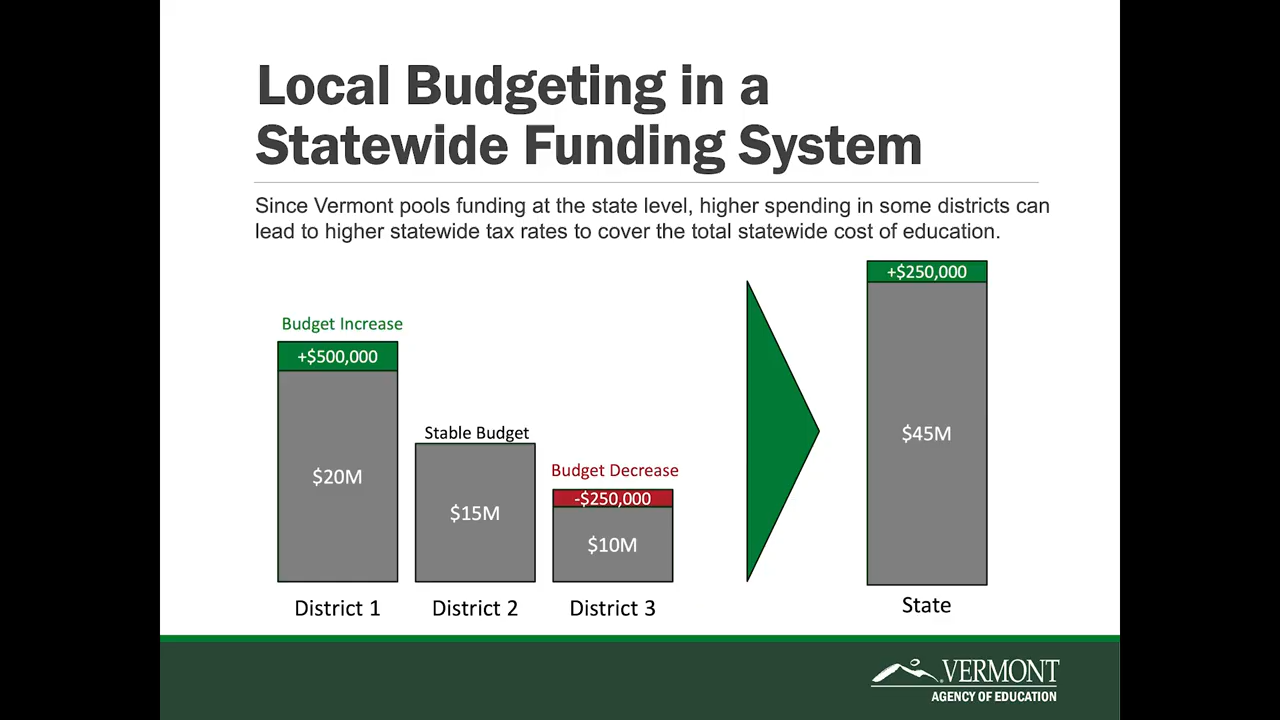 Local Budgeting in a
Statewide Funding System
Since Vermont pools funding at the state level, higher spending in some districts can
lead to higher statewide tax rates to cover the total statewide cost of education.
Budget Increase
+$500,000
$20M
District 1
Stable Budget
$15M
District 2
Budget Decrease
-$250,000
$10M
District 3
+$250,000
$45M
State
VERMONT
AGENCY OF EDUCATION